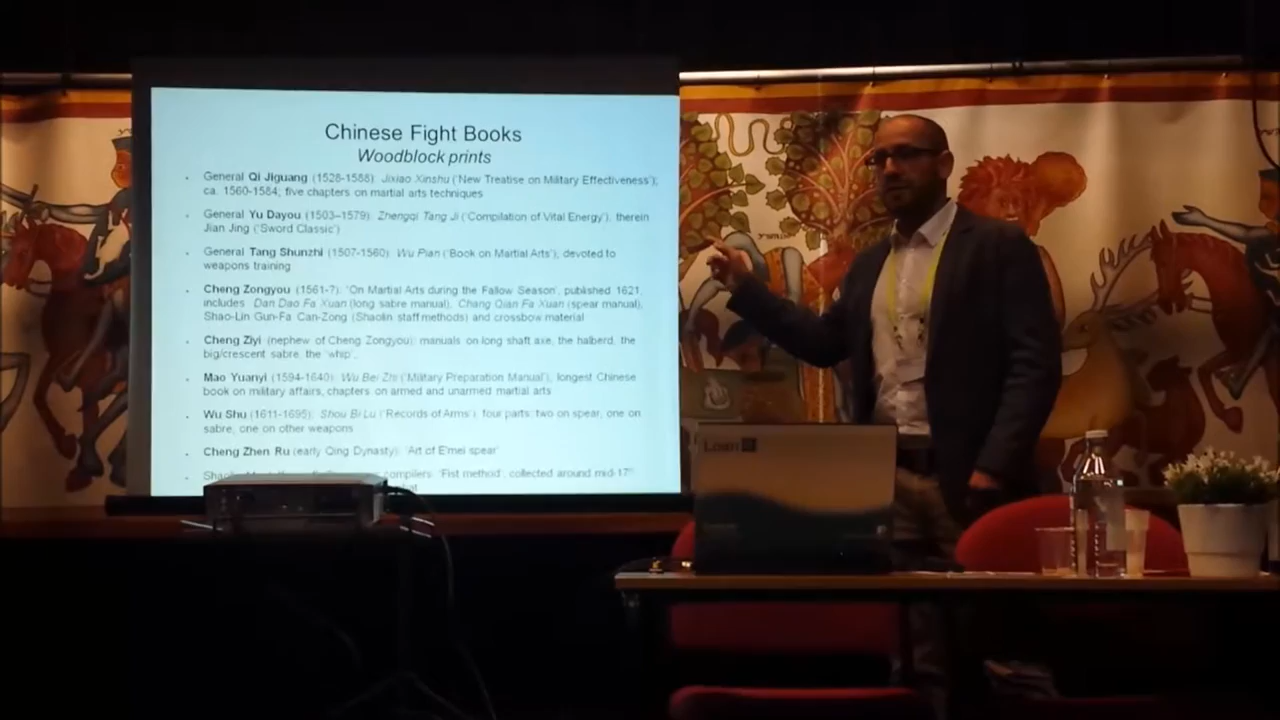 Chinese Fight Books
Woodblock prints
General Qi Jiguang (1528-1588): Jixiao Xinshu ('New Treatise on Military Effectiveness');
ca. 1560-1584; five chapters on martial arts techniques
General Yu Dayou (1503–1579): Zhengqi Tang Ji ('Compilation of Vital Energy'), therein
Jian Jing ('Sword Classic')
General Tang Shunzhi (1507-1560): Wu Pian ('Book on Martial Arts'); devoted to
weapons training
Cheng Zongyou (1561-?): 'On Martial Arts during the Fallow Season', published 1621,
includes: Dan Dao Fa Xuan (long sabre manual), Chang Qian Fa Xuan (spear manual),
Shao-Lin Gun-Fa Can-Zong (Shaolin staff methods) and crossbow material
Cheng Ziyi (nephew of Cheng Zongyou): manuals on long shaft axe, the halberd, the
big/crescent sabre, the 'whip'.
Mao Yuanyi (1594-1640): Wu Bei Zhi ('Military Preparation Manual'), longest Chinese
book on military affairs, chapters on armed and unarmed martial arts
Wu Shu (1611-1695): Shou Bi Lu ('Records of Arms'): four parts: two on spear, one on
sabre, one on other weapons
Cheng Zhen Ru (early Qing Dynasty): 'Art of E'mei spear'
compilers: 'Fist method', collected around mid-17th